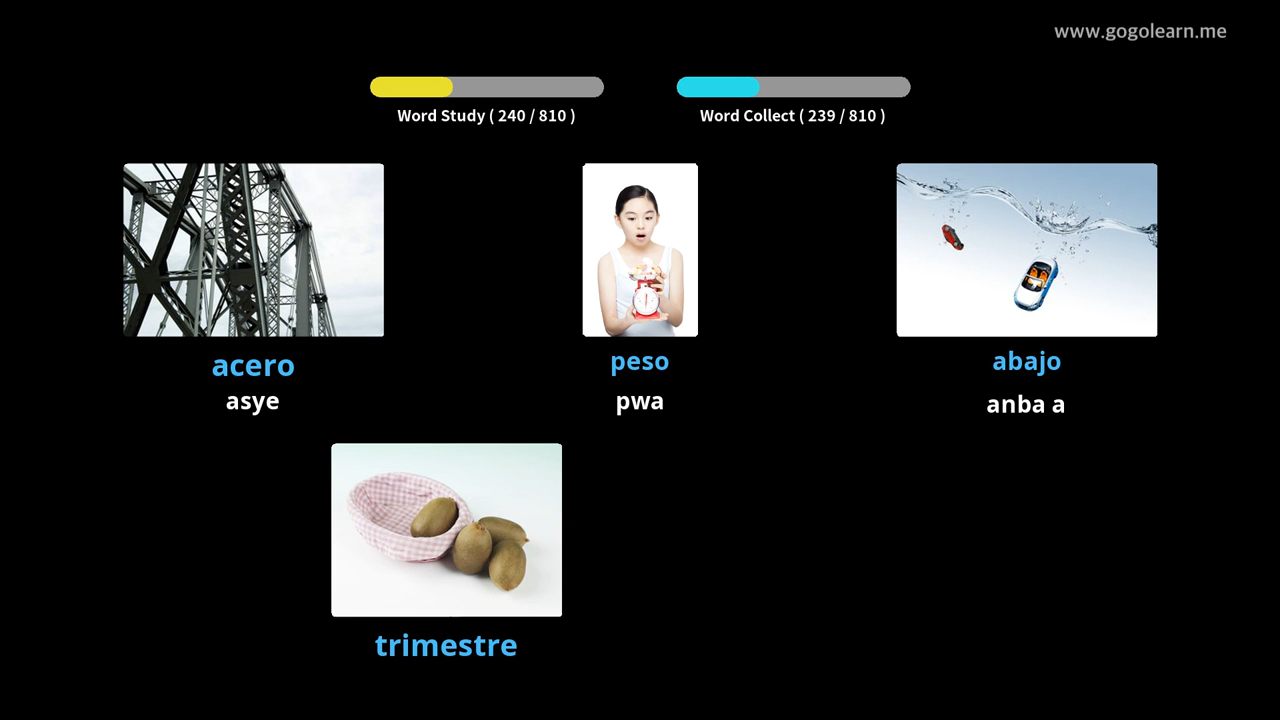 www.gogolearn.me
Word Study ( 240 / 810 )
Word Collect ( 239 / 810 )
acero
asye
peso
pwa
abajo
anba a
trimestre